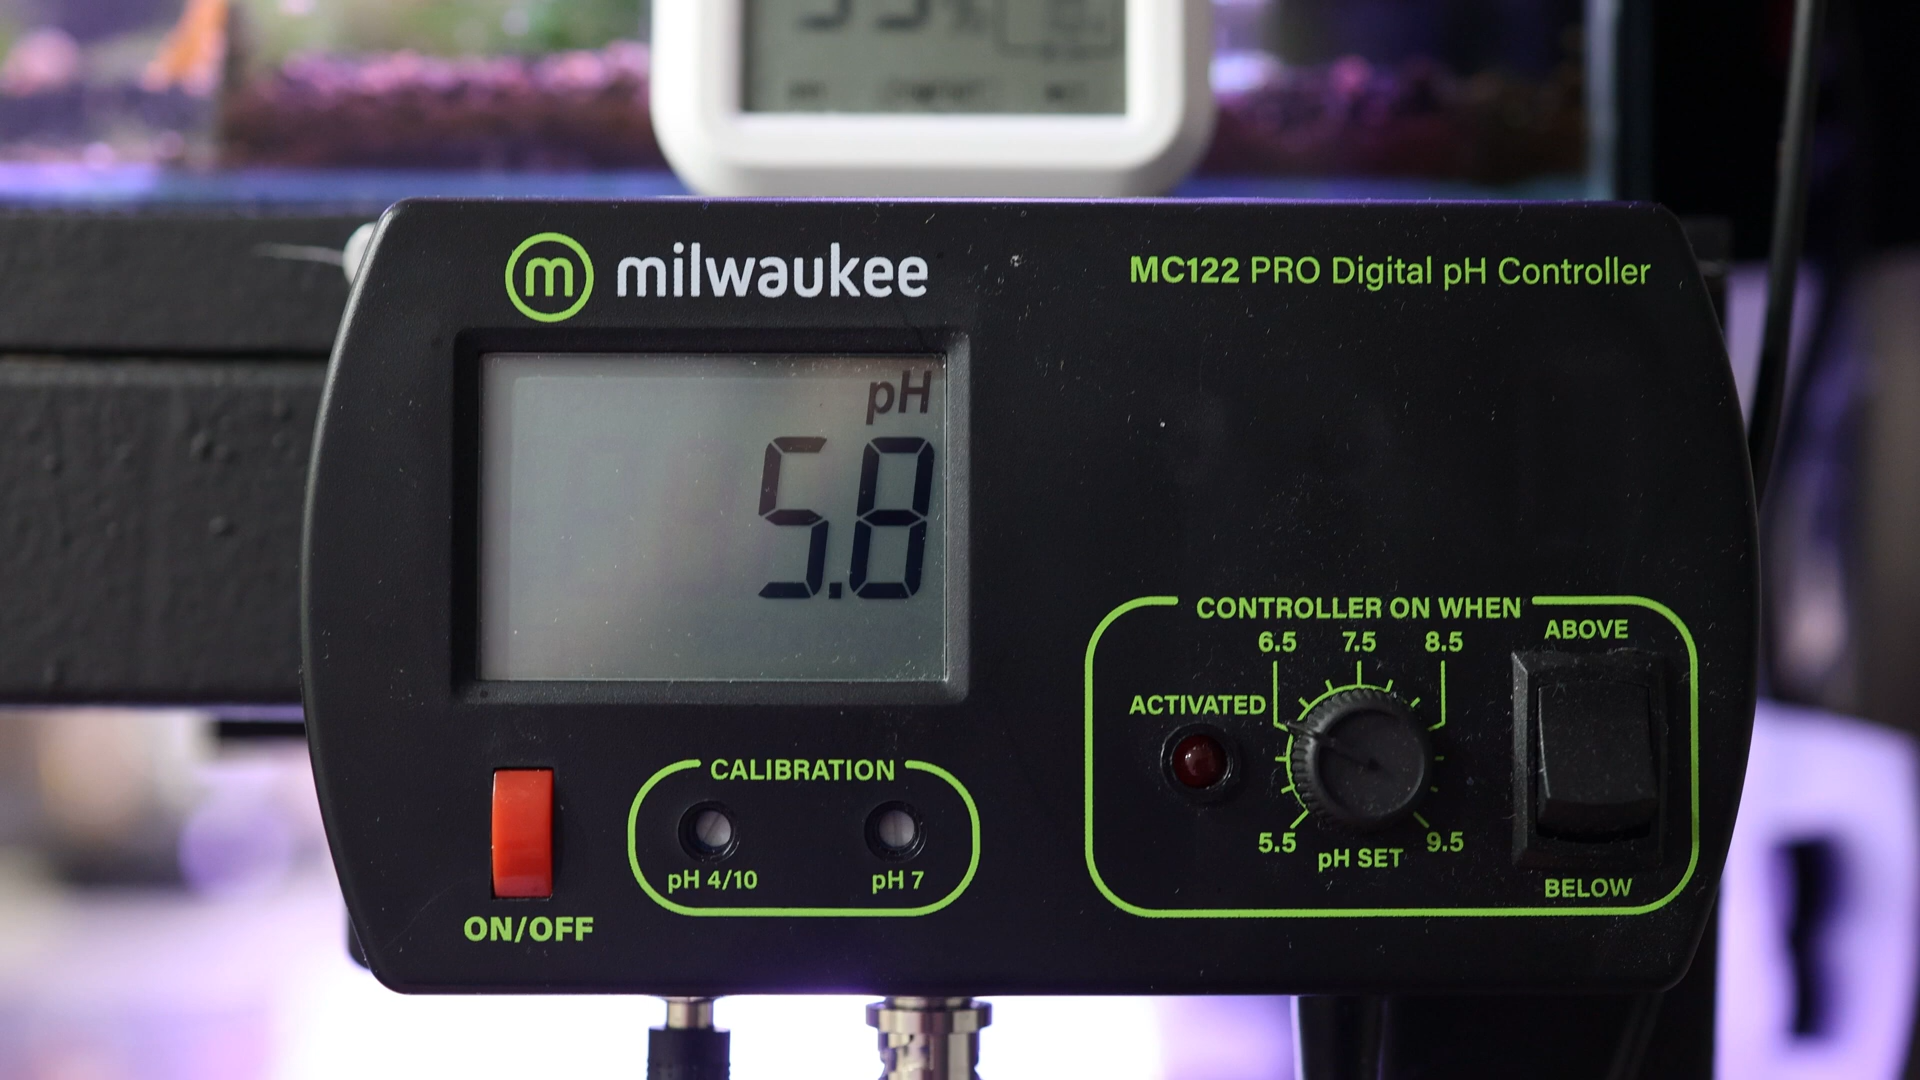 m milwaukee
MC122 PRO Digital pH Controller
pH
5.8
CONTROLLER ON WHEN
6.5 7.5 8.5
ABOVE
ACTIVATED
5.5 9.5
pH SET
BELOW
CALIBRATION
pH 4/10 pH 7
ON/OFF